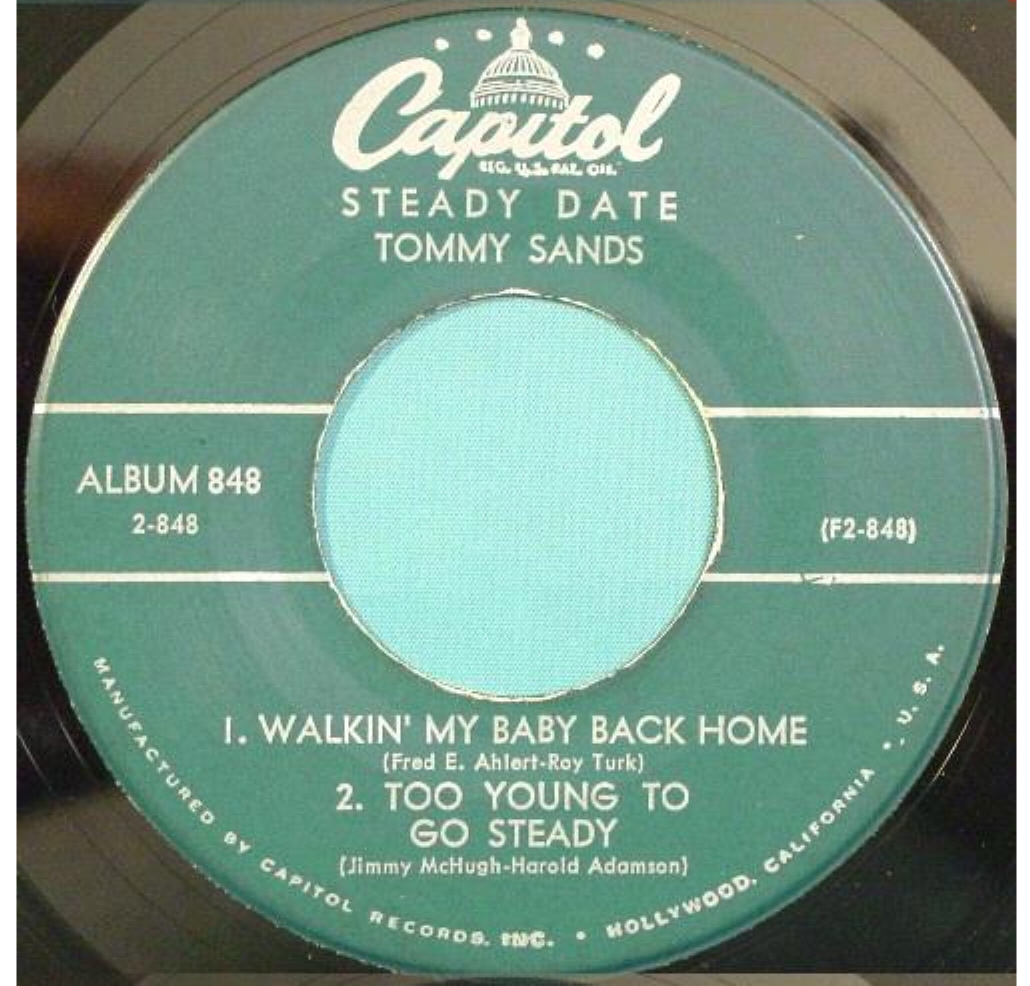 Capitol
REG. U.S. PAT. OFF.
STEADY DATE
TOMMY SANDS
ALBUM 848
2-848
(F2-848)
1. WALKIN' MY BABY BACK HOME
(Fred E. Ahlert-Roy Turk)
2. TOO YOUNG TO
GO STEADY
(Jimmy McHugh-Harold Adamson)
MANUFACTURED BY CAPITOL RECORDS, INC. • HOLLYWOOD, CALIFORNIA •, U. S. A.